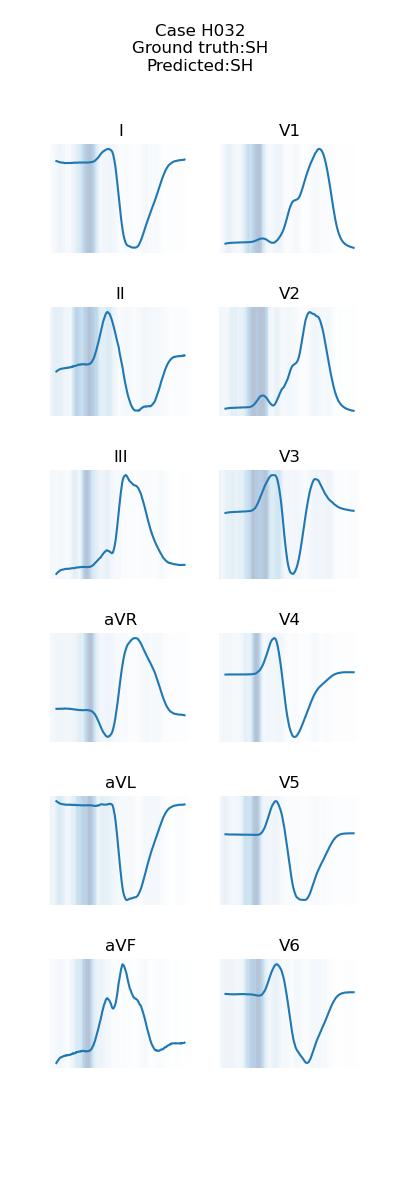 Case H032
Ground truth:SH
Predicted:SH
I
V1
II
V2
III
V3
aVR
V4
aVL
V5
aVF
V6